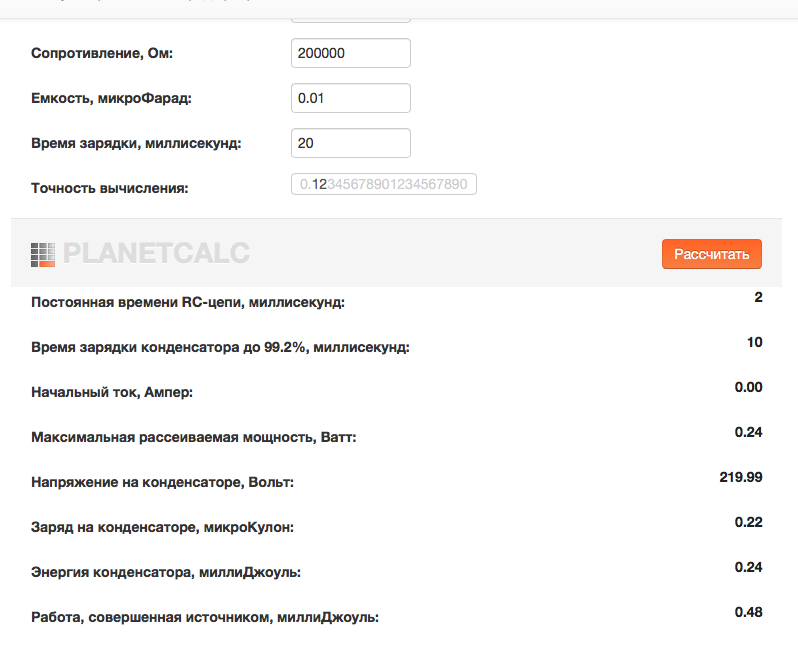 Сопротивление, Ом:
200000
Емкость, микроФарад:
0.01
Время зарядки, миллисекунд:
20
Точность вычисления:
0.12345678901234567890
PLANETCALC
Рассчитать
Постоянная времени RC-цепи, миллисекунд:
2
Время зарядки конденсатора до 99.2%, миллисекунд:
10
Начальный ток, Ампер:
0.00
Максимальная рассеиваемая мощность, Ватт:
0.24
Напряжение на конденсаторе, Вольт:
219.99
Заряд на конденсаторе, микроКулон:
0.22
Энергия конденсатора, миллиДжоуль:
0.24
Работа, совершенная источником, миллиДжоуль:
0.48